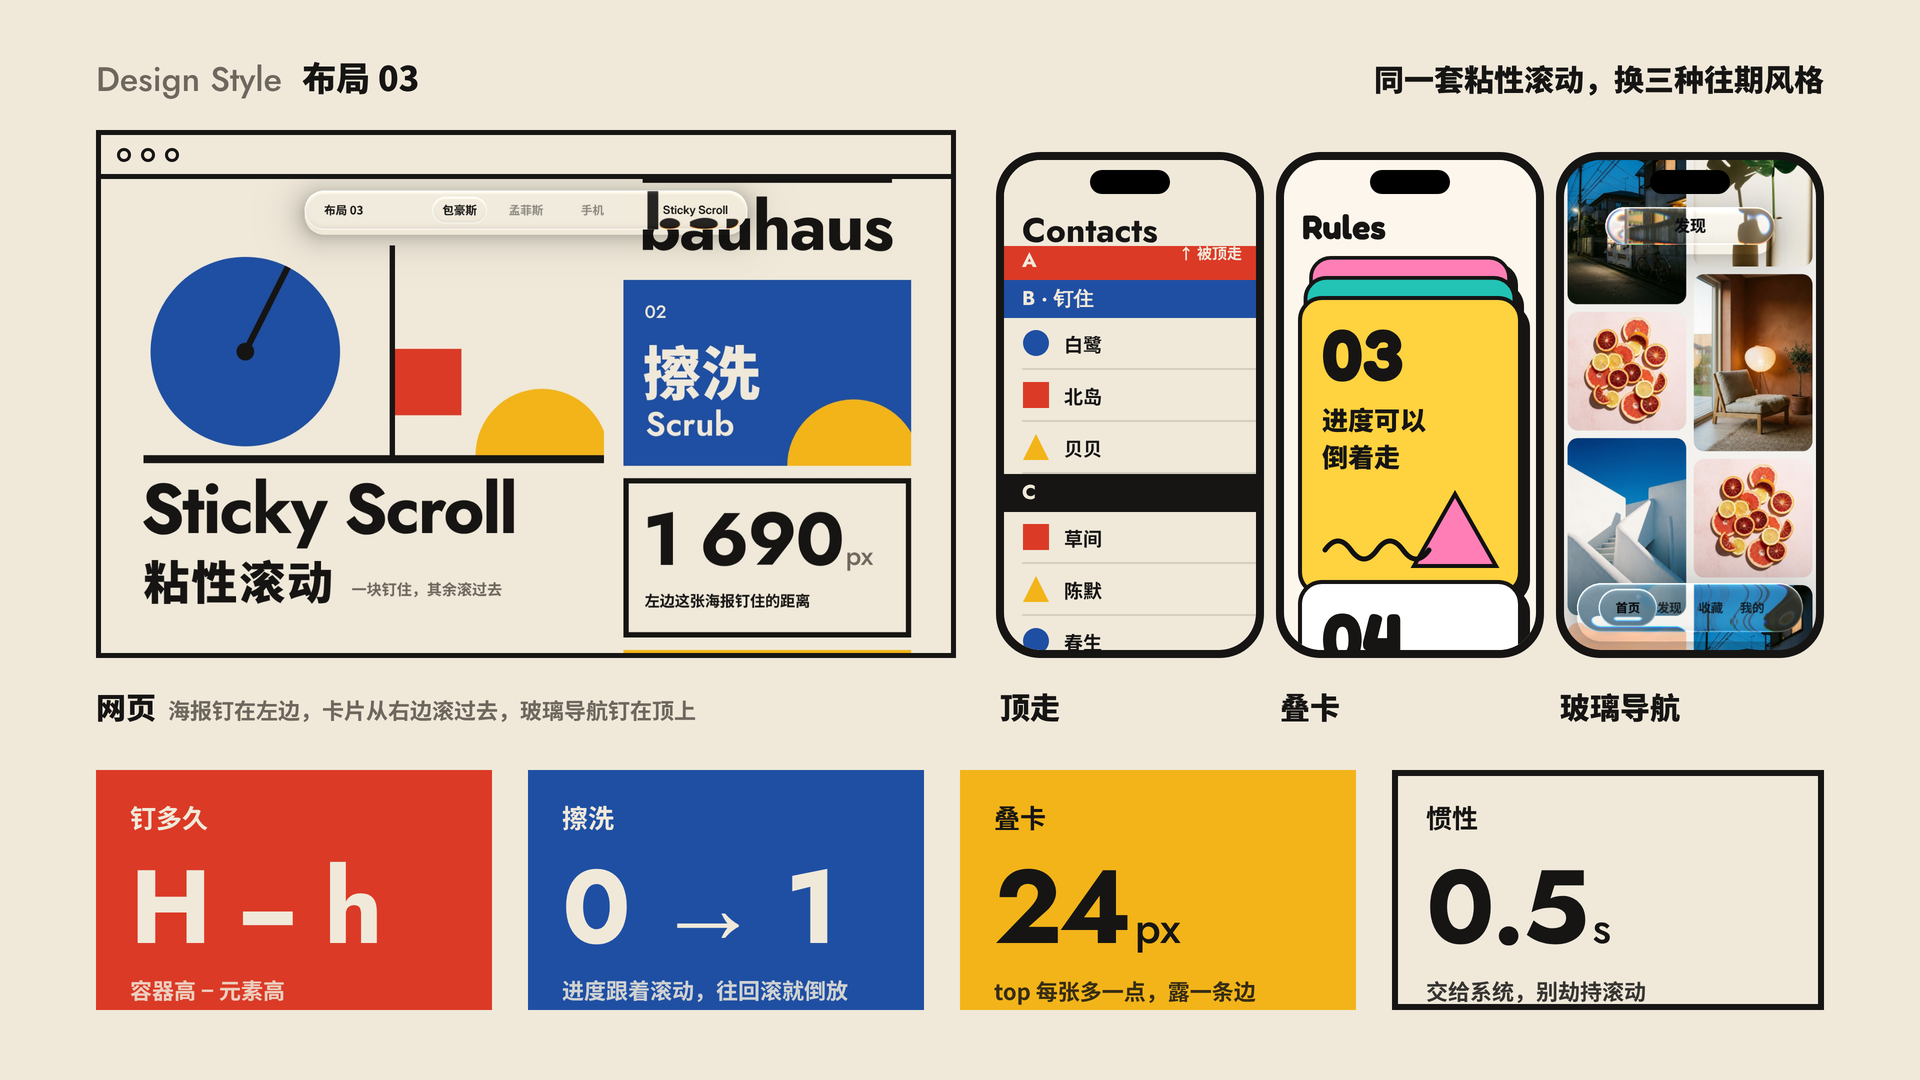 Design Style 布局 03
同一套粘性滚动，换三种往期风格
布局 03 包豪斯 孟菲斯 手机 Sticky Scroll
bauhaus
02
擦洗
Scrub
1 690 px
左边这张海报钉住的距离
Sticky Scroll
粘性滚动 一块钉住，其余滚过去
Contacts
A ↑ 被顶走
B · 钉住
白鹭
北岛
贝贝
C
草间
陈默
春生
Rules
03
进度可以
倒着走
04
发现
首页 发现 收藏 我的
网页 海报钉在左边，卡片从右边滚过去，玻璃导航钉在顶上
顶走
叠卡
玻璃导航
钉多久
H – h
容器高 − 元素高
擦洗
0 → 1
进度跟着滚动，往回滚就倒放
叠卡
24 px
top 每张多一点，露一条边
惯性
0.5 s
交给系统，别劫持滚动